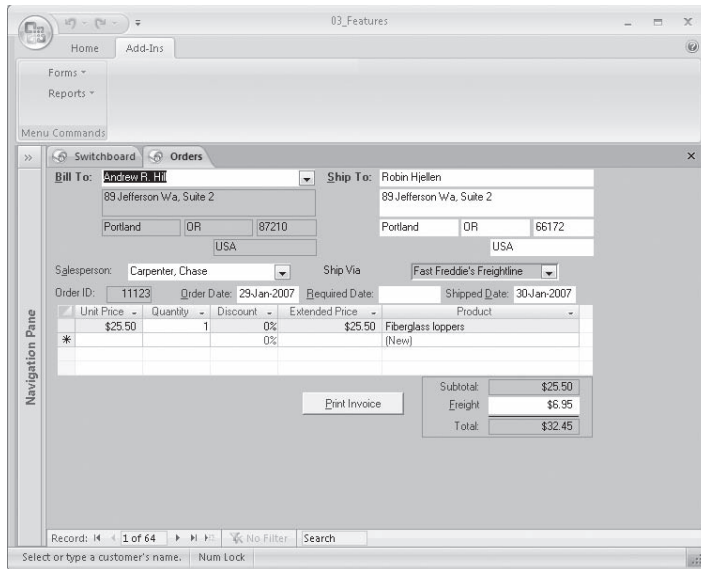 03_Features
Home Add-Ins
Forms
Reports
Menu Commands
Switchboard Orders
Bill To: Andrew R. Hill Ship To: Robin Hjellen
89 Jefferson Wa, Suite 2 89 Jefferson Wa, Suite 2
Portland OR 87210 Portland OR 66172
USA USA
Salesperson: Carpenter, Chase Ship Via Fast Freddie's Freightline
Order ID: 11123 Order Date: 29-Jan-2007 Required Date: Shipped Date: 30-Jan-2007
Unit Price Quantity Discount Extended Price Product
$25.50 1 0% $25.50 Fiberglass loppers
* 0% (New)
Navigation Pane
Print Invoice
Subtotal: $25.50
Freight $6.95
Total: $32.45
Record: 1 of 64 No Filter Search
Select or type a customer's name. Num Lock